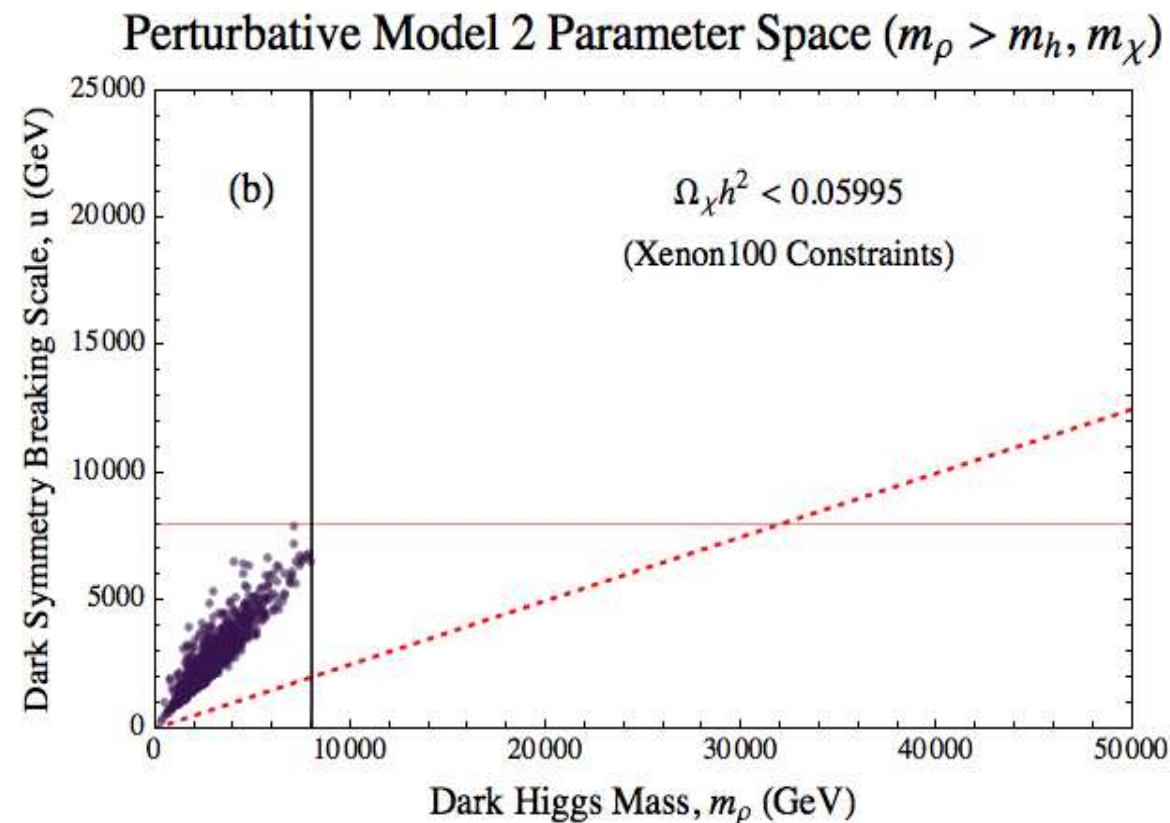 Perturbative Model 2 Parameter Space (mρ > mh, mχ)
25000
20000
15000
10000
5000
0
Dark Symmetry Breaking Scale, u (GeV)
(b)
Ωχh² < 0.05995
(Xenon100 Constraints)
0 10000 20000 30000 40000 50000
Dark Higgs Mass, mρ (GeV)